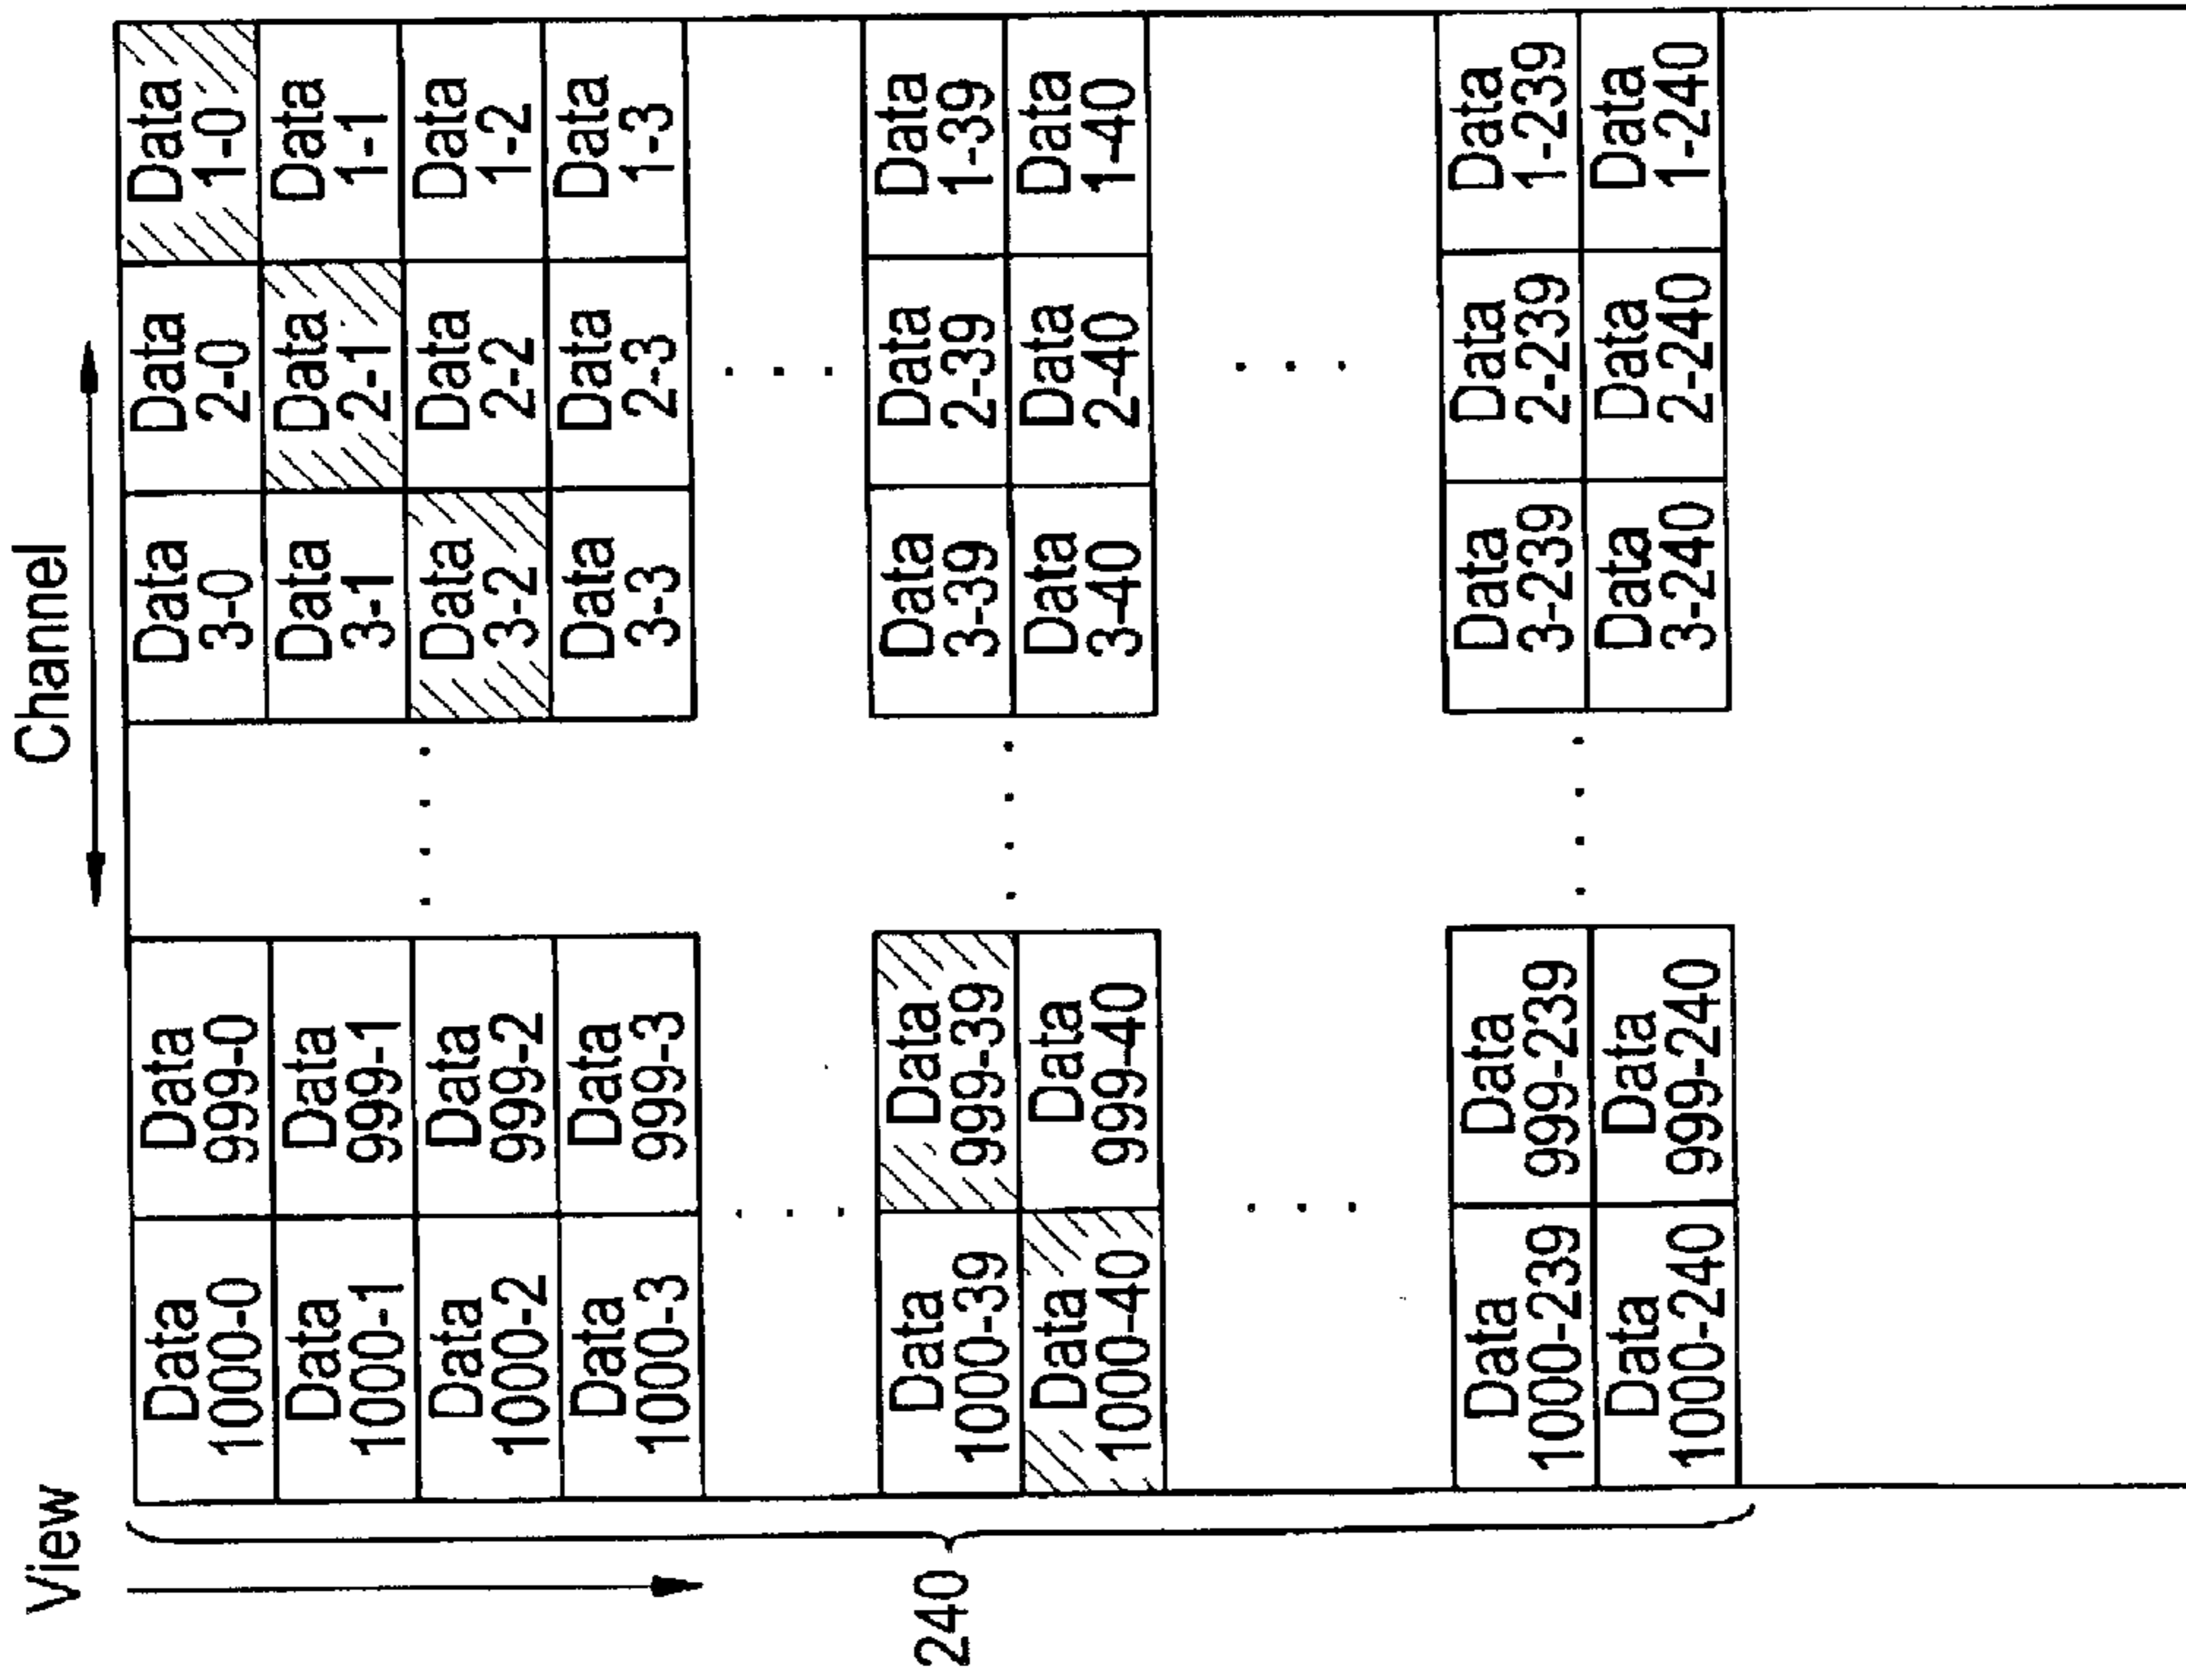 View
Channel
Data
1000-0
Data
999-0
Data
3-0
Data
2-0
Data
1-0
Data
1000-1
Data
999-1
Data
3-1
Data
2-1
Data
1-1
Data
1000-2
Data
999-2
Data
3-2
Data
2-2
Data
1-2
Data
1000-3
Data
999-3
Data
3-3
Data
2-3
Data
1-3
240
Data
1000-39
Data
999-39
Data
3-39
Data
2-39
Data
1-39
Data
1000-40
Data
999-40
Data
3-40
Data
2-40
Data
1-40
Data
1000-239
Data
999-239
Data
3-239
Data
2-239
Data
1-239
Data
1000-240
Data
999-240
Data
3-240
Data
2-240
Data
1-240